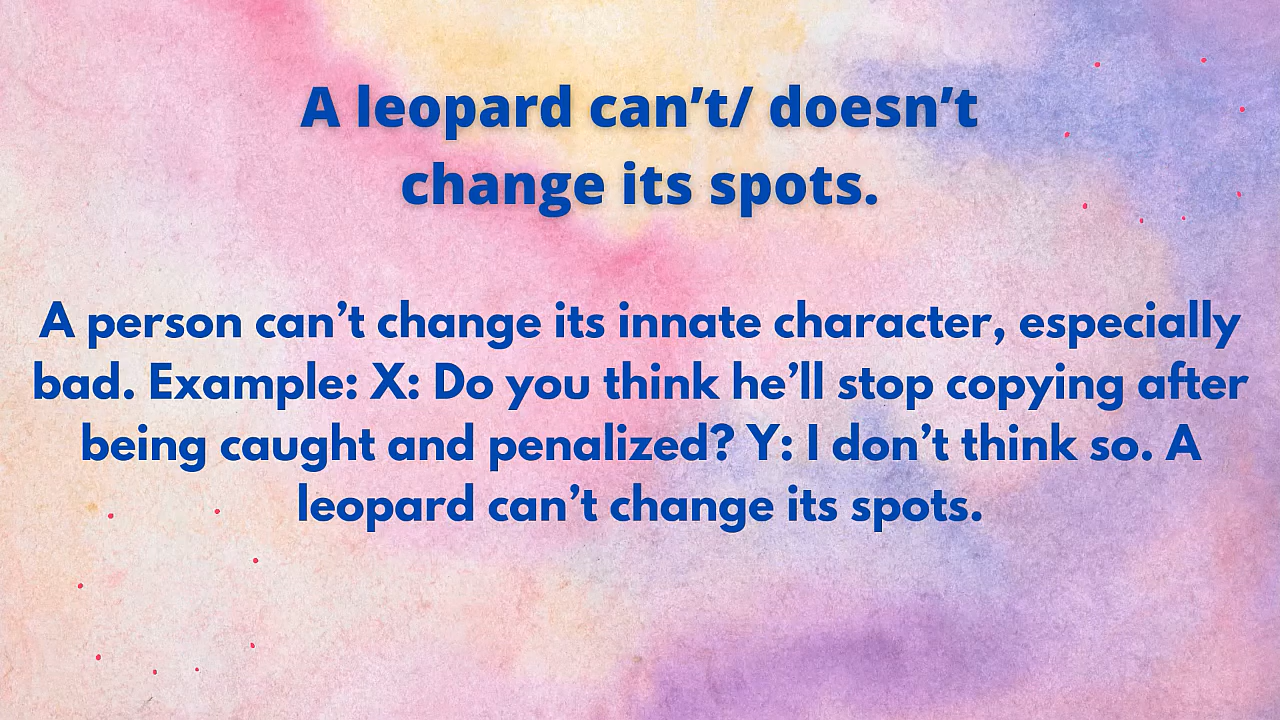 A leopard can’t/ doesn’t
change its spots.
A person can’t change its innate character, especially
bad. Example: X: Do you think he’ll stop copying after
being caught and penalized? Y: I don’t think so. A
leopard can’t change its spots.